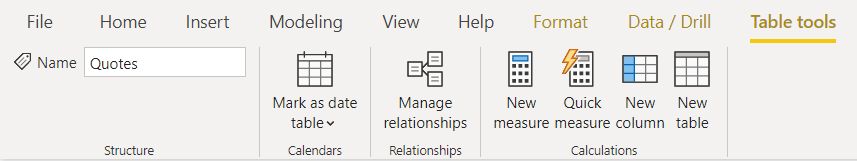 File Home Insert Modeling View Help Format Data / Drill Table tools
Name Quotes
Mark as date table
Manage relationships
New measure
Quick measure
New column
New table
Structure Calendars Relationships Calculations